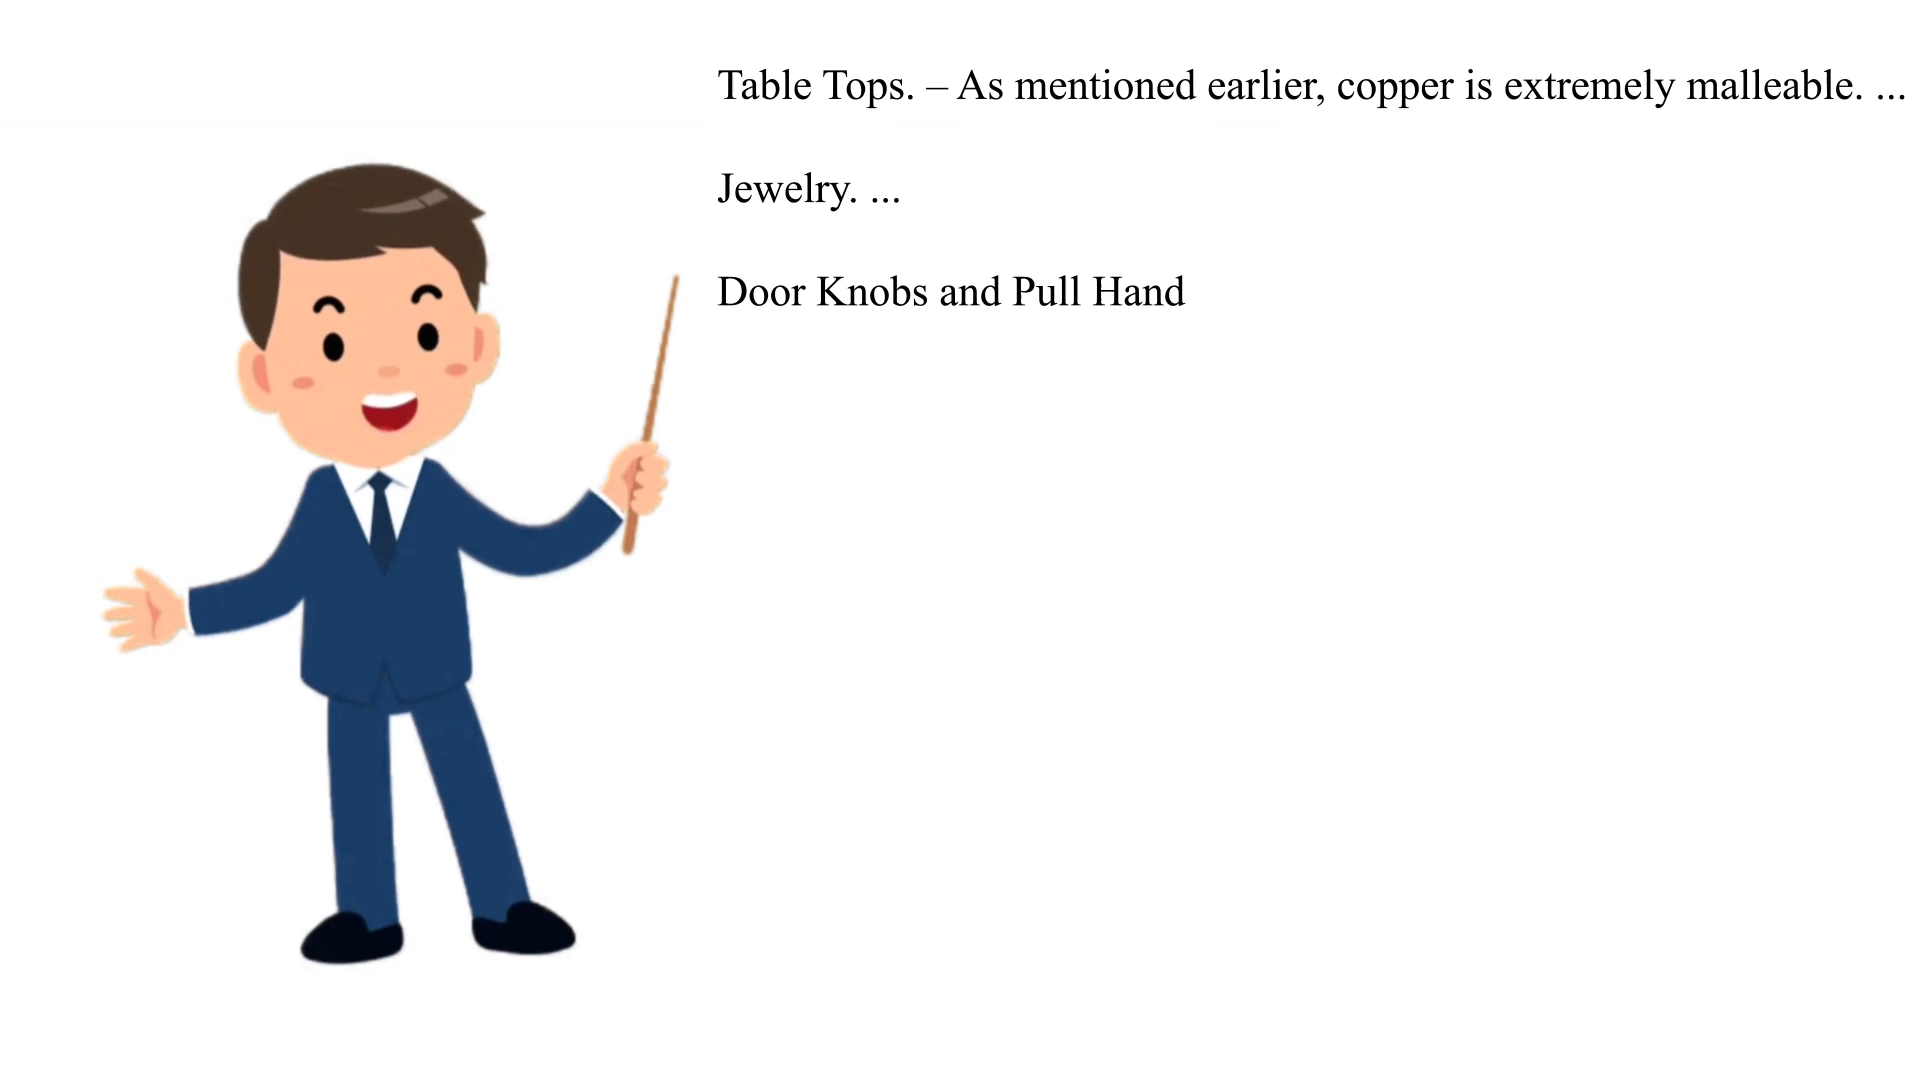 Table Tops. – As mentioned earlier, copper is extremely malleable. ...
Jewelry. ...
Door Knobs and Pull Hand